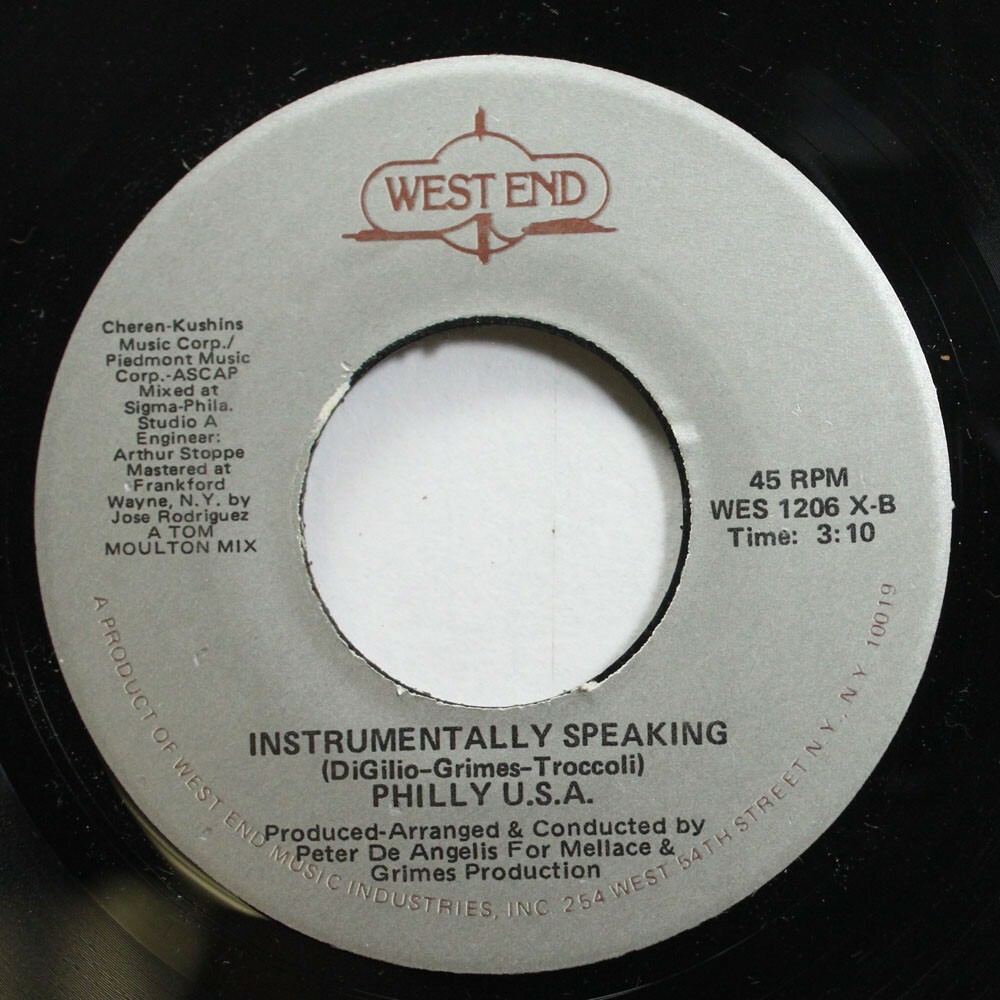 WEST END
Cheren-Kushins
Music Corp./
Piedmont Music
Corp.-ASCAP
Mixed at
Sigma-Phila.
Studio A
Engineer:
Arthur Stoppe
Mastered at
Frankford
Wayne, N.Y. by
Jose Rodriguez
A TOM
MOULTON MIX
45 RPM
WES 1206 X-B
Time: 3:10
INSTRUMENTALLY SPEAKING
(DiGilio-Grimes-Troccoli)
PHILLY U.S.A.
Produced-Arranged & Conducted by
Peter De Angelis For Mellace &
Grimes Production
A PRODUCT OF WEST END MUSIC INDUSTRIES, INC 254 WEST 54TH STREET N.Y., N.Y 10019